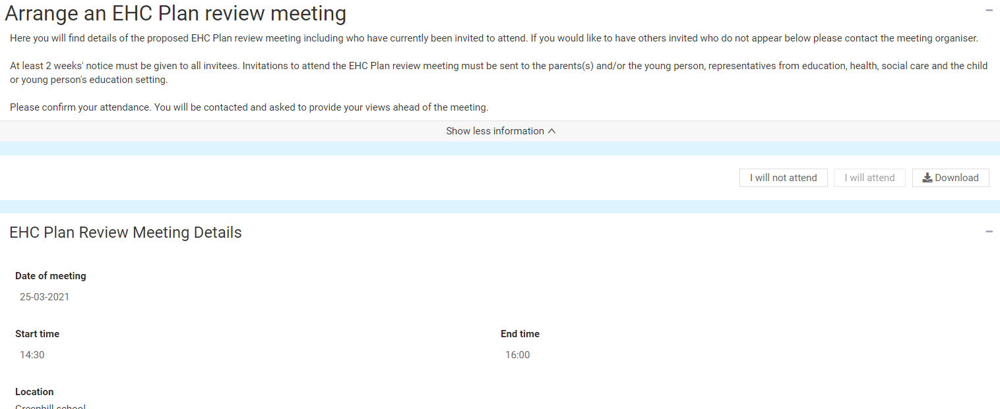 Arrange an EHC Plan review meeting
Here you will find details of the proposed EHC Plan review meeting including who have currently been invited to attend. If you would like to have others invited who do not appear below please contact the meeting organiser.
At least 2 weeks' notice must be given to all invitees. Invitations to attend the EHC Plan review meeting must be sent to the parents(s) and/or the young person, representatives from education, health, social care and the child
or young person's education setting.
Please confirm your attendance. You will be contacted and asked to provide your views ahead of the meeting.
Show less information
I will not attend
I will attend
Download
EHC Plan Review Meeting Details
Date of meeting
25-03-2021
Start time
End time
14:30
16:00
Location
Greenhill school